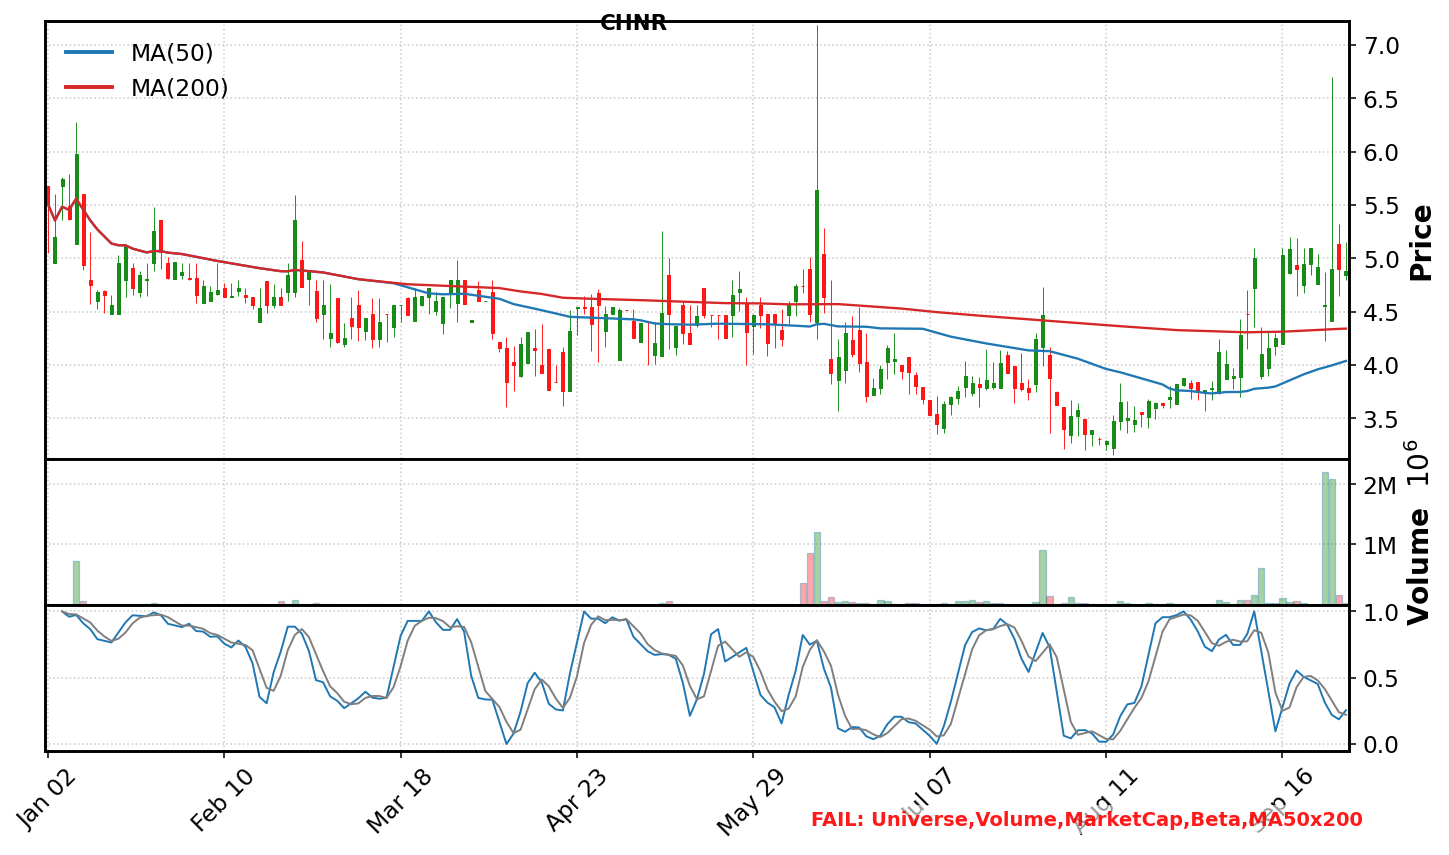 CHNR
MA(50)
MA(200)
7.0
6.5
6.0
5.5
5.0
4.5
4.0
3.5
Price
10^6
2M
1M
Volume
1.0
0.5
0.0
Jan 02
Feb 10
Mar 18
Apr 23
May 29
Jul 07
Aug 11
Sep 16
FAIL: Universe,Volume,MarketCap,Beta,MA50x200